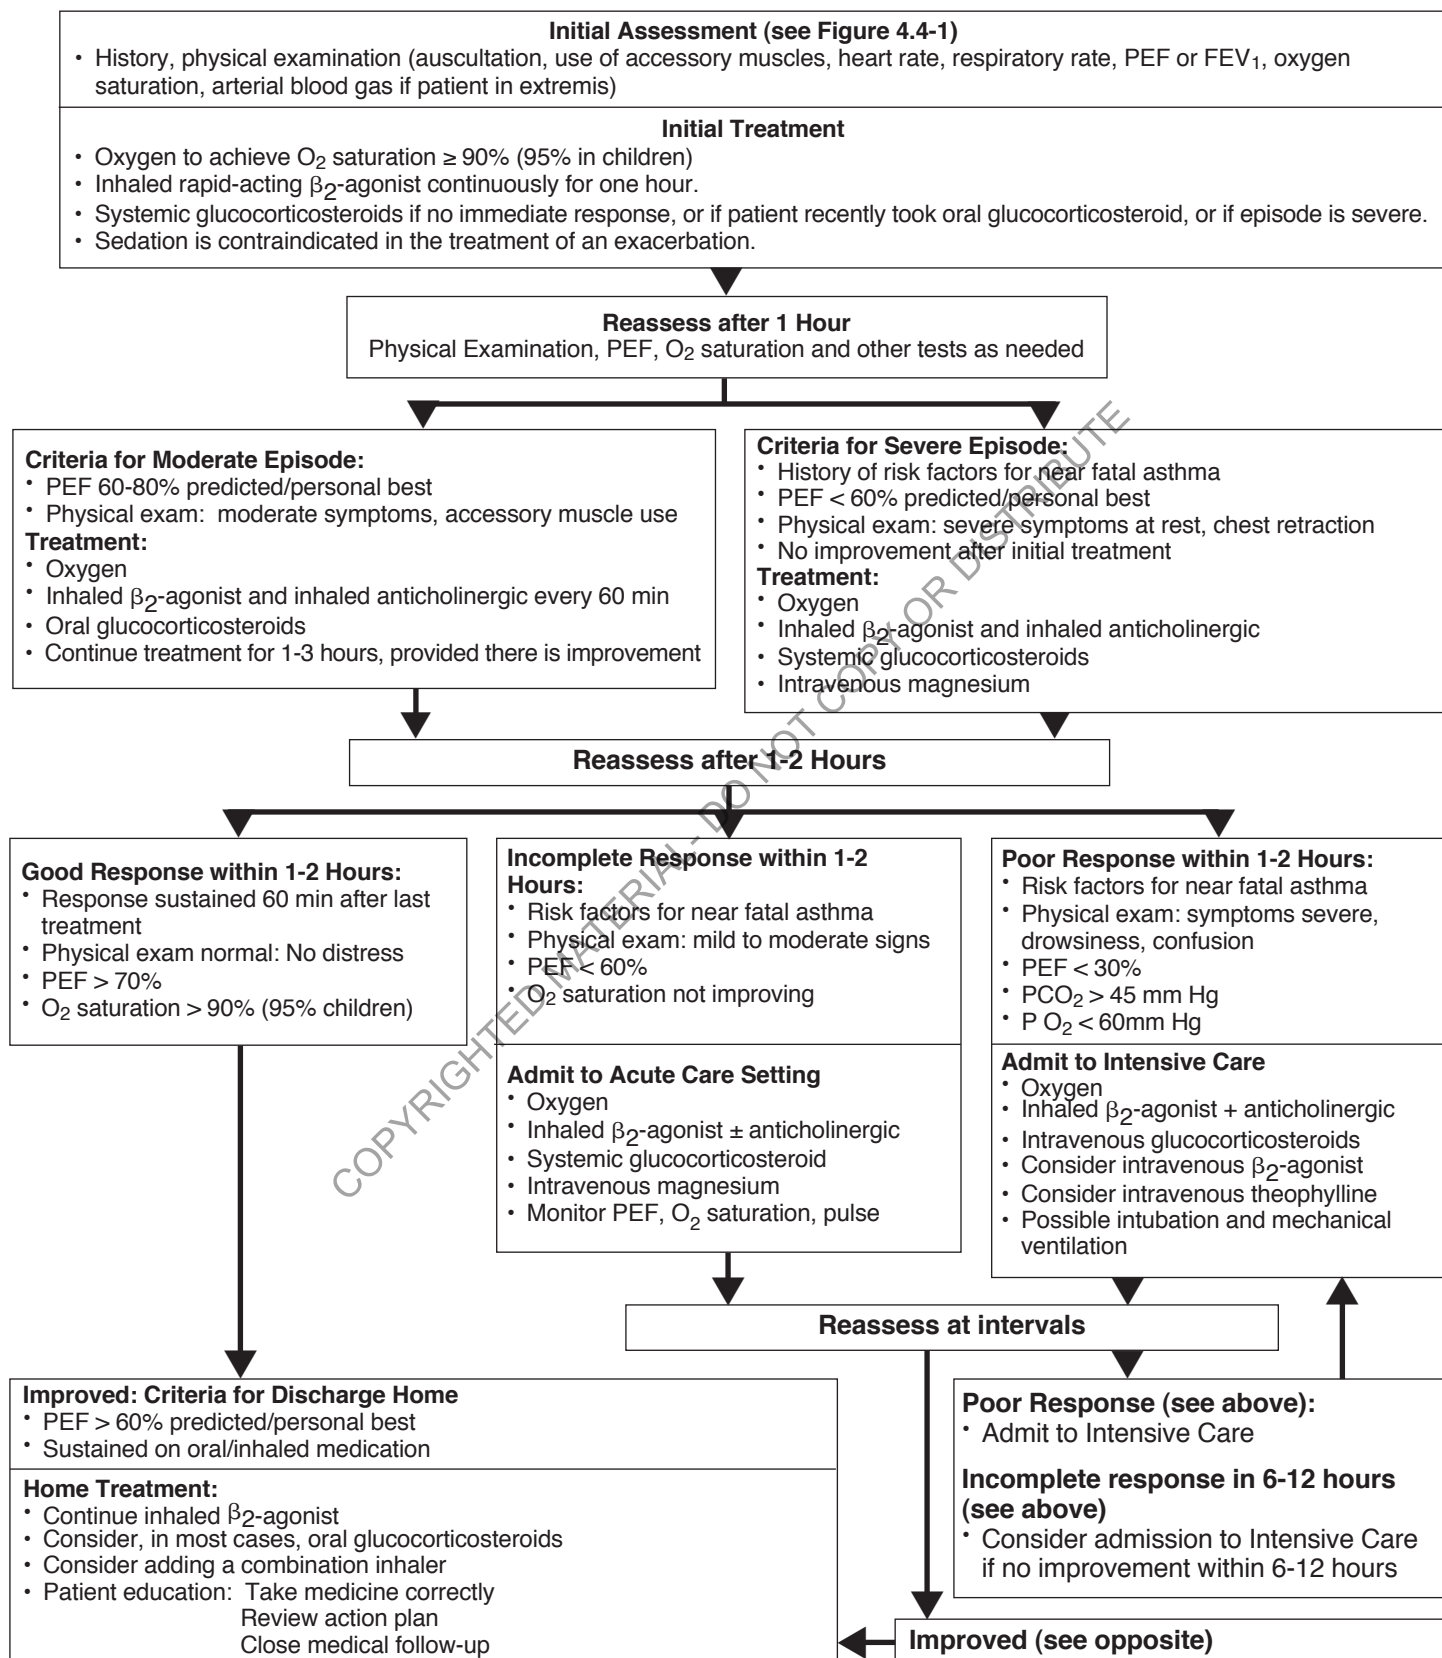 Initial Assessment (see Figure 4.4-1)
• History, physical examination (auscultation, use of accessory muscles, heart rate, respiratory rate, PEF or FEV1, oxygen
saturation, arterial blood gas if patient in extremis)
Initial Treatment
• Oxygen to achieve O2 saturation ≥ 90% (95% in children)
• Inhaled rapid-acting β2-agonist continuously for one hour.
• Systemic glucocorticosteroids if no immediate response, or if patient recently took oral glucocorticosteroid, or if episode is severe.
• Sedation is contraindicated in the treatment of an exacerbation.
Reassess after 1 Hour
Physical Examination, PEF, O2 saturation and other tests as needed
Criteria for Moderate Episode:
• PEF 60-80% predicted/personal best
• Physical exam: moderate symptoms, accessory muscle use
Treatment:
• Oxygen
• Inhaled β2-agonist and inhaled anticholinergic every 60 min
• Oral glucocorticosteroids
• Continue treatment for 1-3 hours, provided there is improvement
Criteria for Severe Episode:
• History of risk factors for near fatal asthma
• PEF < 60% predicted/personal best
• Physical exam: severe symptoms at rest, chest retraction
• No improvement after initial treatment
Treatment:
• Oxygen
• Inhaled β2-agonist and inhaled anticholinergic
• Systemic glucocorticosteroids
• Intravenous magnesium
Reassess after 1-2 Hours
Good Response within 1-2 Hours:
• Response sustained 60 min after last
treatment
• Physical exam normal: No distress
• PEF > 70%
• O2 saturation > 90% (95% children)
Incomplete Response within 1-2
Hours:
• Risk factors for near fatal asthma
• Physical exam: mild to moderate signs
• PEF < 60%
• O2 saturation not improving
Admit to Acute Care Setting
• Oxygen
• Inhaled β2-agonist ± anticholinergic
• Systemic glucocorticosteroid
• Intravenous magnesium
• Monitor PEF, O2 saturation, pulse
Poor Response within 1-2 Hours:
• Risk factors for near fatal asthma
• Physical exam: symptoms severe,
drowsiness, confusion
• PEF < 30%
• PCO2 > 45 mm Hg
• P O2 < 60mm Hg
Admit to Intensive Care
• Oxygen
• Inhaled β2-agonist + anticholinergic
• Intravenous glucocorticosteroids
• Consider intravenous β2-agonist
• Consider intravenous theophylline
• Possible intubation and mechanical
ventilation
Reassess at intervals
Improved: Criteria for Discharge Home
• PEF > 60% predicted/personal best
• Sustained on oral/inhaled medication
Home Treatment:
• Continue inhaled β2-agonist
• Consider, in most cases, oral glucocorticosteroids
• Consider adding a combination inhaler
• Patient education: Take medicine correctly
Review action plan
Close medical follow-up
Poor Response (see above):
• Admit to Intensive Care
Incomplete response in 6-12 hours
(see above)
• Consider admission to Intensive Care
if no improvement within 6-12 hours
Improved (see opposite)
COPYRIGHTED MATERIAL - DO NOT COPY OR DISTRIBUTE